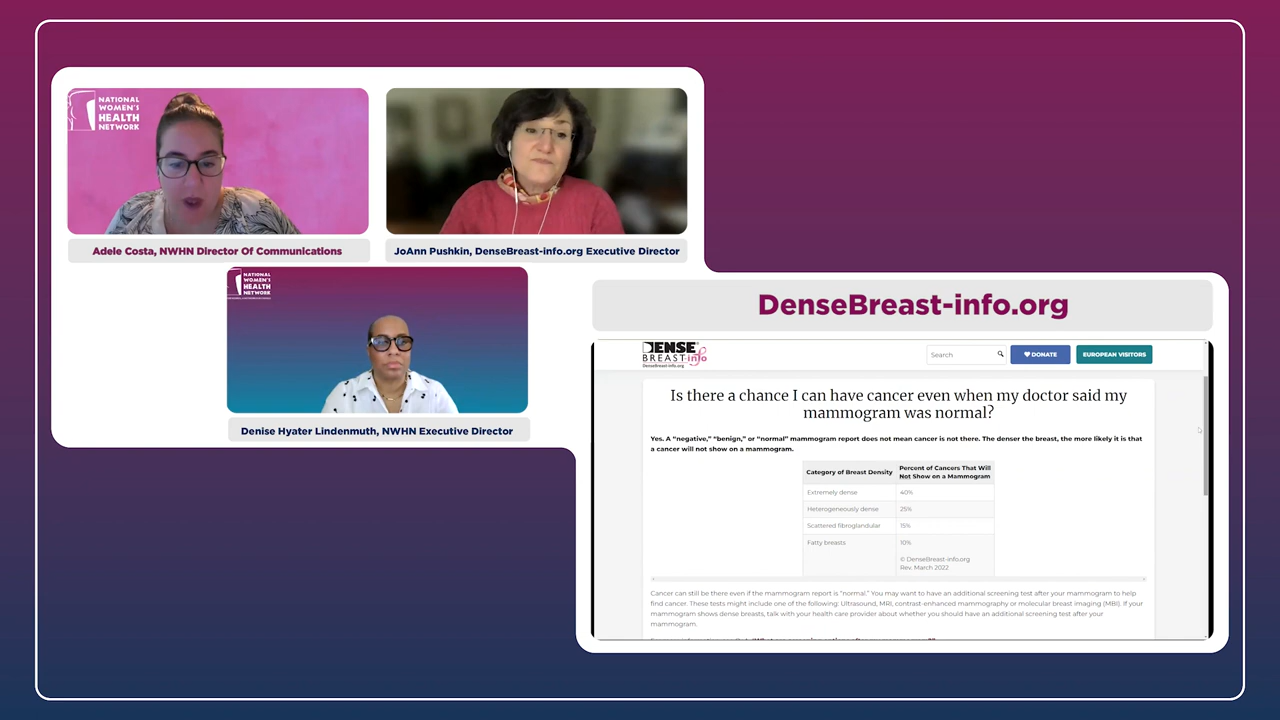 NATIONAL
WOMEN'S
HEALTH
NETWORK
Adele Costa, NWHN Director Of Communications
JoAnn Pushkin, DenseBreast-info.org Executive Director
NATIONAL
WOMEN'S
HEALTH
NETWORK
Denise Hyater Lindenmuth, NWHN Executive Director
DenseBreast-info.org
DENSE
BREAST-info
DenseBreast-info.org
Search
DONATE
EUROPEAN VISITORS
Is there a chance I can have cancer even when my doctor said my
mammogram was normal?
Yes. A “negative,” “benign,” or “normal” mammogram report does not mean cancer is not there. The denser the breast, the more likely it is that
a cancer will not show on a mammogram.
Category of Breast Density
Percent of Cancers That Will
Not Show on a Mammogram
Extremely dense
40%
Heterogeneously dense
25%
Scattered fibroglandular
15%
Fatty breasts
10%
© DenseBreast-info.org
Rev. March 2022
Cancer can still be there even if the mammogram report is “normal.” You may want to have an additional screening test after your mammogram to help
find cancer. These tests might include one of the following: Ultrasound, MRI, contrast-enhanced mammography or molecular breast imaging (MBI). If your
mammogram shows dense breasts, talk with your health care provider about whether you should have an additional screening test after your
mammogram.